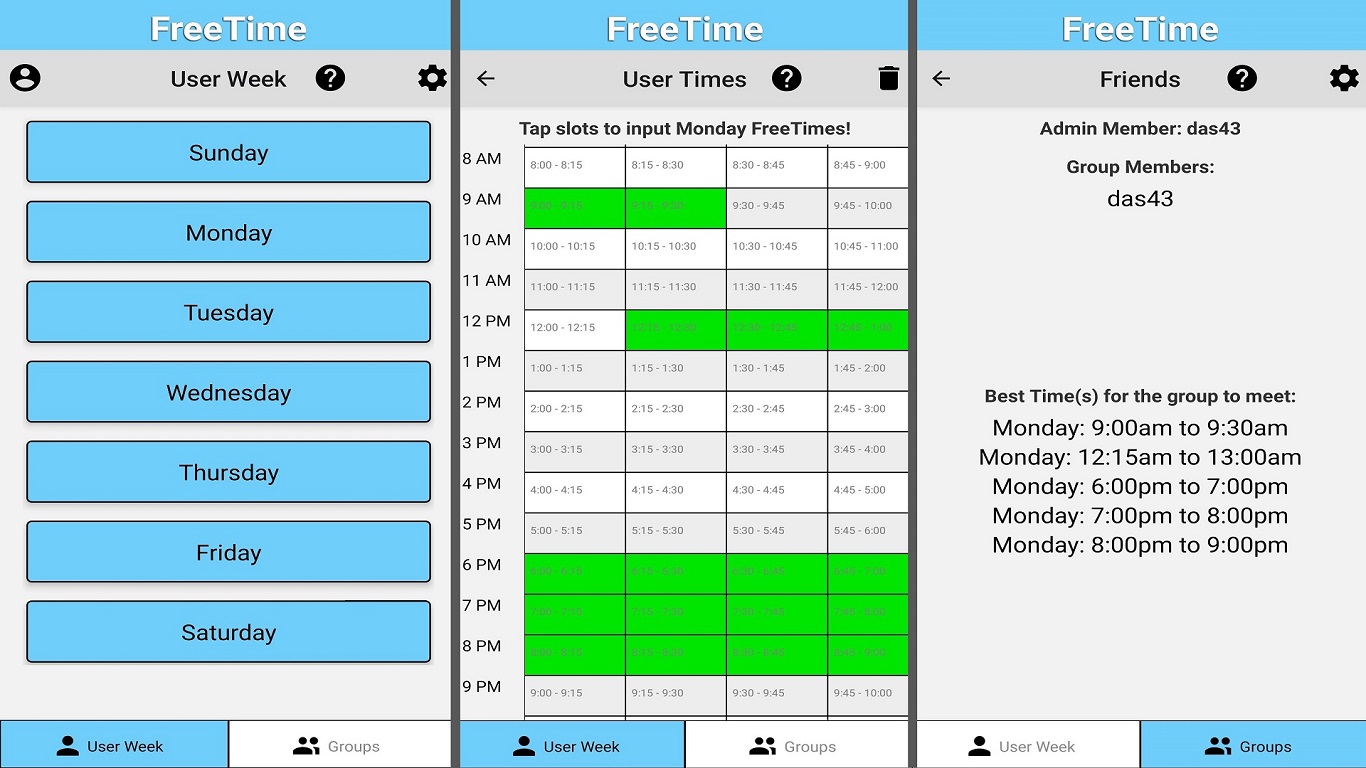 FreeTime
User Week
Sunday
Monday
Tuesday
Wednesday
Thursday
Friday
Saturday
User Week
Groups
FreeTime
User Times
Tap slots to input Monday FreeTimes!
8 AM 8:00 - 8:15 8:15 - 8:30 8:30 - 8:45 8:45 - 9:00
9 AM 9:00 - 9:15 9:15 - 9:30 9:30 - 9:45 9:45 - 10:00
10 AM 10:00 - 10:15 10:15 - 10:30 10:30 - 10:45 10:45 - 11:00
11 AM 11:00 - 11:15 11:15 - 11:30 11:30 - 11:45 11:45 - 12:00
12 PM 12:00 - 12:15 12:15 - 12:30 12:30 - 12:45 12:45 - 1:00
1 PM 1:00 - 1:15 1:15 - 1:30 1:30 - 1:45 1:45 - 2:00
2 PM 2:00 - 2:15 2:15 - 2:30 2:30 - 2:45 2:45 - 3:00
3 PM 3:00 - 3:15 3:15 - 3:30 3:30 - 3:45 3:45 - 4:00
4 PM 4:00 - 4:15 4:15 - 4:30 4:30 - 4:45 4:45 - 5:00
5 PM 5:00 - 5:15 5:15 - 5:30 5:30 - 5:45 5:45 - 6:00
6 PM 6:00 - 6:15 6:15 - 6:30 6:30 - 6:45 6:45 - 7:00
7 PM 7:00 - 7:15 7:15 - 7:30 7:30 - 7:45 7:45 - 8:00
8 PM 8:00 - 8:15 8:15 - 8:30 8:30 - 8:45 8:45 - 9:00
9 PM 9:00 - 9:15 9:15 - 9:30 9:30 - 9:45 9:45 - 10:00
User Week
Groups
FreeTime
Friends
Admin Member: das43
Group Members:
das43
Best Time(s) for the group to meet:
Monday: 9:00am to 9:30am
Monday: 12:15am to 13:00am
Monday: 6:00pm to 7:00pm
Monday: 7:00pm to 8:00pm
Monday: 8:00pm to 9:00pm
User Week
Groups